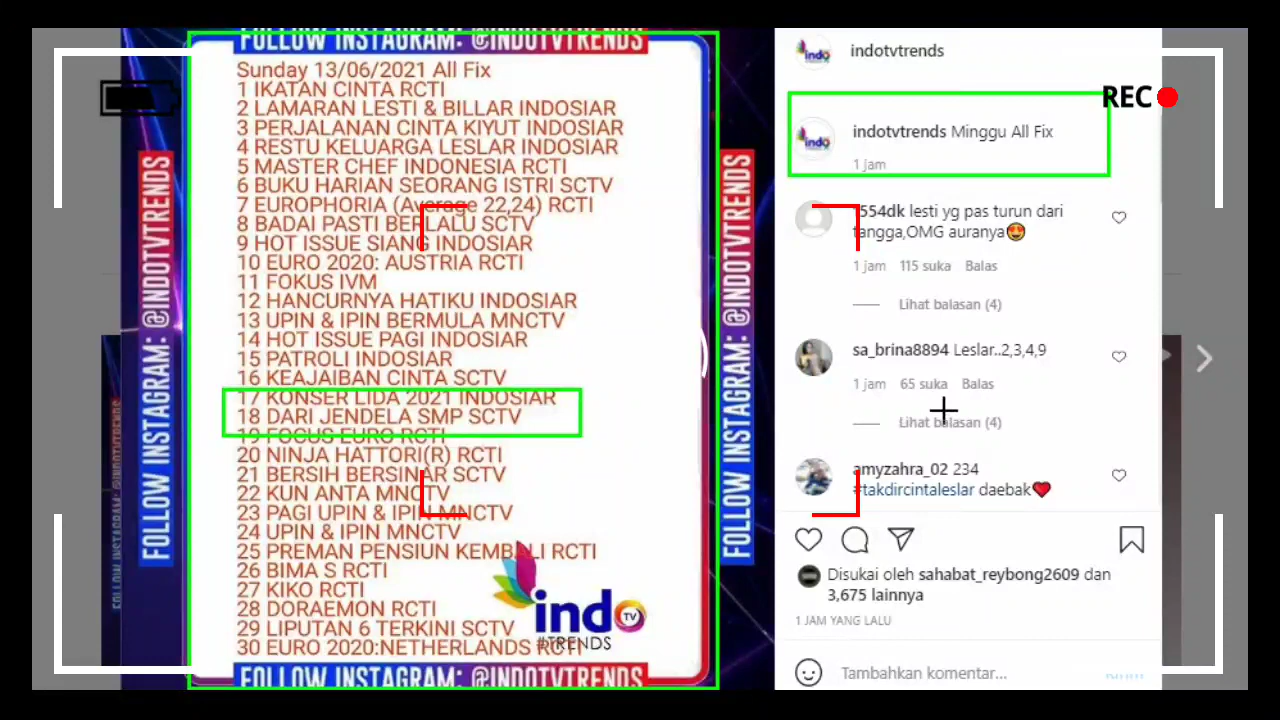 FOLLOW INSTAGRAM: @INDOTVTRENDS
Sunday 13/06/2021 All Fix
1 IKATAN CINTA RCTI
2 LAMARAN LESTI & BILLAR INDOSIAR
3 PERJALANAN CINTA KIYUT INDOSIAR
4 RESTU KELUARGA LESLAR INDOSIAR
5 MASTER CHEF INDONESIA RCTI
6 BUKU HARIAN SEORANG ISTRI SCTV
7 EUROPHORIA (Average 22,24) RCTI
8 BADAI PASTI BERLALU SCTV
9 HOT ISSUE SIANG INDOSIAR
10 EURO 2020: AUSTRIA RCTI
11 FOKUS IVM
12 HANCURNYA HATIKU INDOSIAR
13 UPIN & IPIN BERMULA MNCTV
14 HOT ISSUE PAGI INDOSIAR
15 PATROLI INDOSIAR
16 KEAJAIBAN CINTA SCTV
17 KONSER LIDA 2021 INDOSIAR
18 DARI JENDELA SMP SCTV
19 FOCUS EURO RCTI
20 NINJA HATTORI(R) RCTI
21 BERSIH BERSINAR SCTV
22 KUN ANTA MNCTV
23 PAGI UPIN & IPIN MNCTV
24 UPIN & IPIN MNCTV
25 PREMAN PENSIUN KEMBALI RCTI
26 BIMA S RCTI
27 KIKO RCTI
28 DORAEMON RCTI
29 LIPUTAN 6 TERKINI SCTV
30 EURO 2020:NETHERLANDS RCTI
indo TV
#TRENDS
FOLLOW INSTAGRAM: @INDOTVTRENDS
FOLLOW INSTAGRAM: @INDOTVTRENDS
FOLLOW INSTAGRAM: @INDOTVTRENDS
indo
indotvtrends
REC
indo
indotvtrends Minggu All Fix
1 jam
554dk lesti yg pas turun dari
tangga,OMG auranya😍
1 jam 115 suka Balas
Lihat balasan (4)
sa_brina8894 Leslar..2,3,4,9
1 jam 65 suka Balas
Lihat balasan (4)
amyzahra_02 234
#takdircintaleslar daebak❤️
Disukai oleh sahabat_reybong2609 dan
3,675 lainnya
1 JAM YANG LALU
Tambahkan komentar...